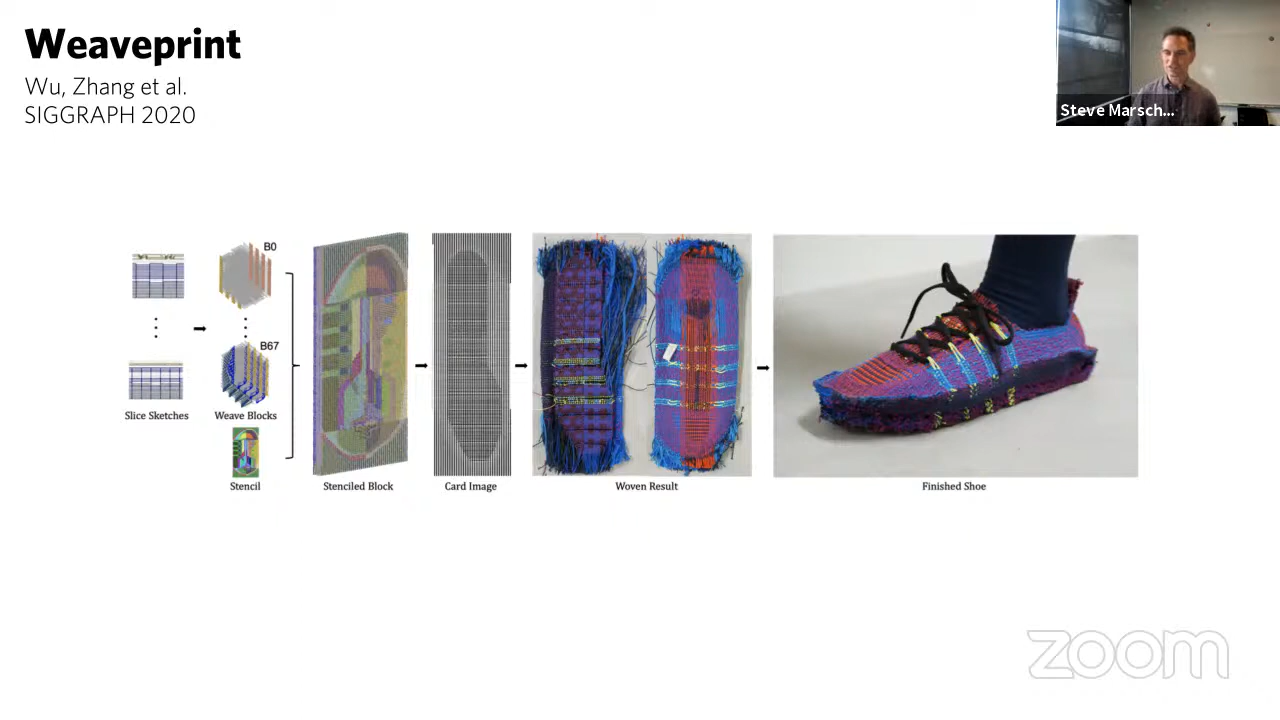 Weaveprint
Wu, Zhang et al.
SIGGRAPH 2020
Steve Marsch...
B0
B67
Slice Sketches
Weave Blocks
Stencil
Stenciled Block
Card Image
Woven Result
Finished Shoe
zoom